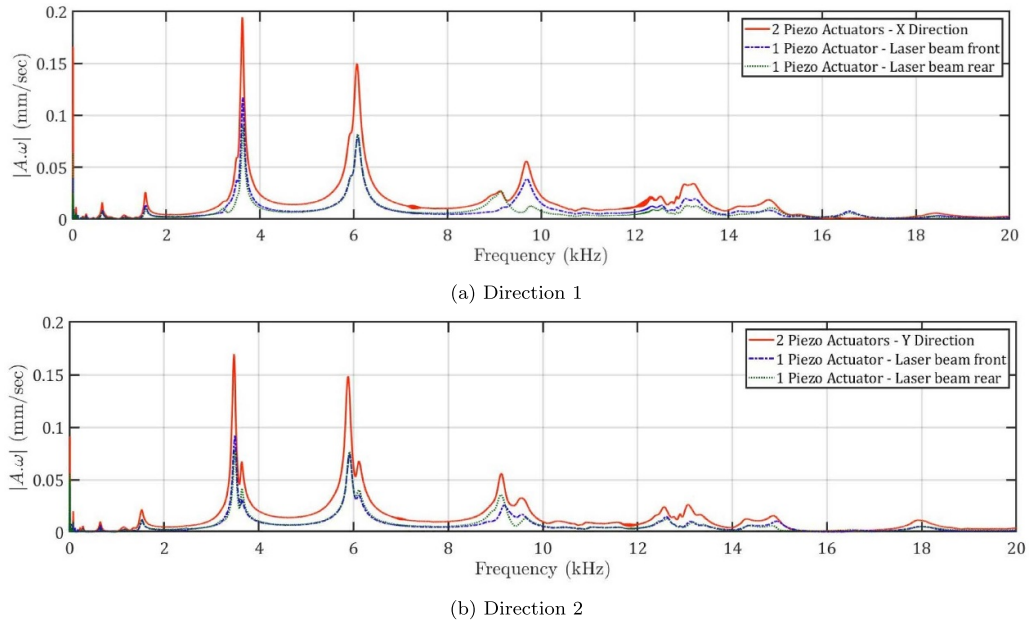 0.2
0.15
0.1
0.05
0
|A.ω| (mm/sec)
2 Piezo Actuators - X Direction
1 Piezo Actuator - Laser beam front
1 Piezo Actuator - Laser beam rear
0 2 4 6 8 10 12 14 16 18 20
Frequency (kHz)
(a) Direction 1
0.2
0.15
0.1
0.05
0
|A.ω| (mm/sec)
2 Piezo Actuators - Y Direction
1 Piezo Actuator - Laser beam front
1 Piezo Actuator - Laser beam rear
0 2 4 6 8 10 12 14 16 18 20
Frequency (kHz)
(b) Direction 2